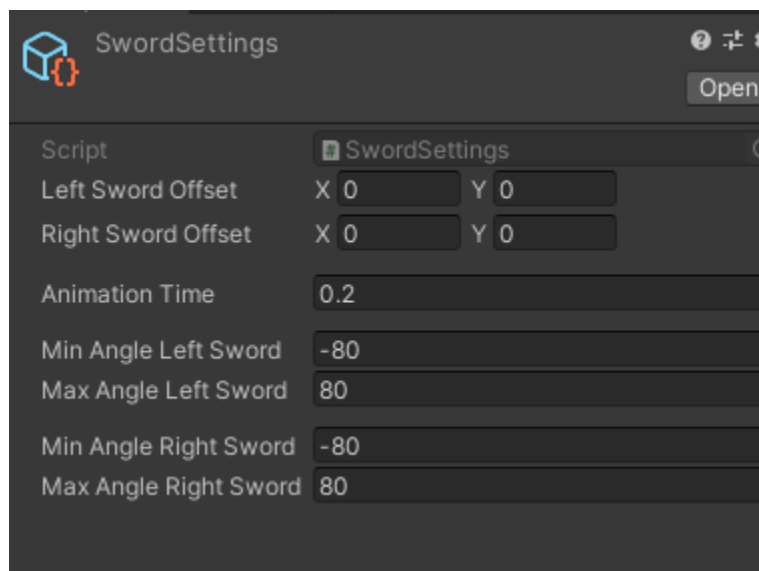 SwordSettings
Open
Script # SwordSettings
Left Sword Offset X 0 Y 0
Right Sword Offset X 0 Y 0
Animation Time 0.2
Min Angle Left Sword -80
Max Angle Left Sword 80
Min Angle Right Sword -80
Max Angle Right Sword 80